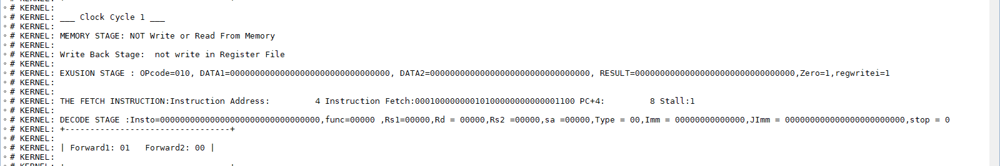 # KERNEL:
# KERNEL: ___ Clock Cycle 1 ___
# KERNEL:
# KERNEL: MEMORY STAGE: NOT Write or Read From Memory
# KERNEL:
# KERNEL: Write Back Stage:  not write in Register File
# KERNEL:
# KERNEL: EXUSION STAGE : OPcode=010, DATA1=00000000000000000000000000000000, DATA2=00000000000000000000000000000000, RESULT=00000000000000000000000000000000,Zero=1,regwritei=1
# KERNEL:
# KERNEL:
# KERNEL: THE FETCH INSTRUCTION:Instruction Address:         4 Instruction Fetch:00010000000010100000000000001100 PC+4:         8 Stall:1
# KERNEL:
# KERNEL: DECODE STAGE :Insto=00000000000000000000000000000000,func=00000 ,Rs1=00000,Rd = 00000,Rs2 =00000,sa =00000,Type = 00,Imm = 00000000000000,JImm = 000000000000000000000000,stop = 0
# KERNEL: +---------------------------------+
# KERNEL:
# KERNEL: | Forward1: 01   Forward2: 00 |
# KERNEL:
# KERNEL: